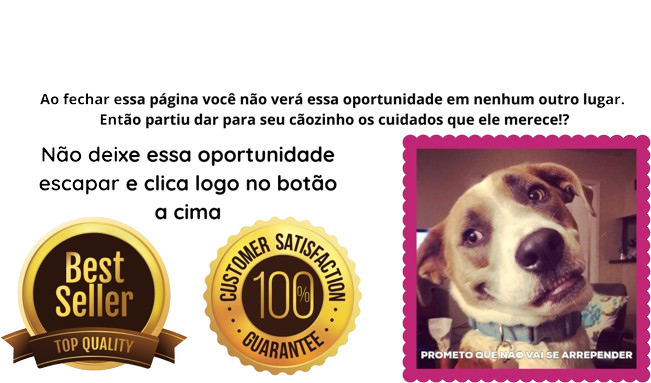 Ao fechar essa página você não verá essa oportunidade em nenhum outro lugar.
Então partiu dar para seu cãozinho os cuidados que ele merece!?
Não deixe essa oportunidade
escapar e clica logo no botão
a cima
Best
Seller
TOP QUALITY
CUSTOMER SATISFACTION
100%
GUARANTEE
PROMETO QUE NÃO VAI SE ARREPENDER